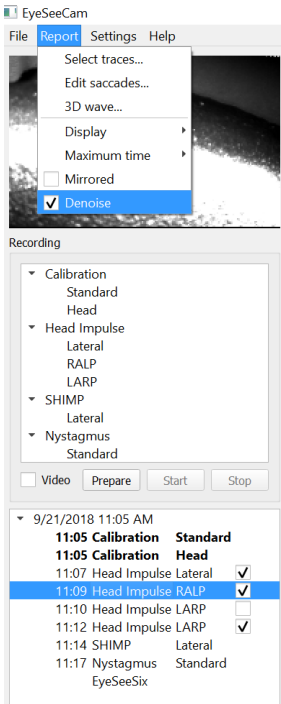 EyeSeeCam
File Report Settings Help
Select traces...
Edit saccades...
3D wave...
Display
Maximum time
Mirrored
Denoise
Recording
Calibration
Standard
Head
Head Impulse
Lateral
RALP
LARP
SHIMP
Lateral
Nystagmus
Standard
Video Prepare Start Stop
9/21/2018 11:05 AM
11:05 Calibration Standard
11:05 Calibration Head
11:07 Head Impulse Lateral
11:09 Head Impulse RALP
11:10 Head Impulse LARP
11:12 Head Impulse LARP
11:14 SHIMP Lateral
11:17 Nystagmus Standard
EyeSeeSix